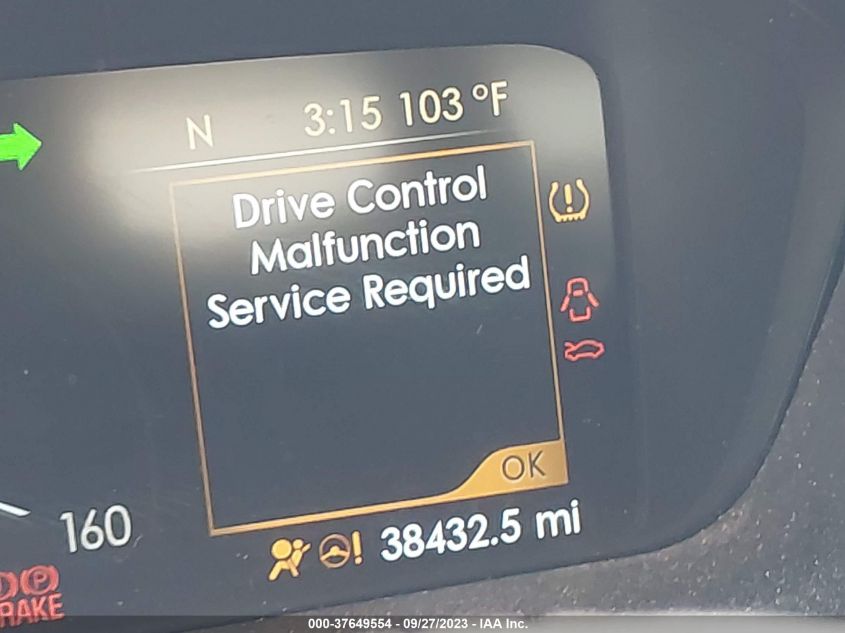 N 3:15 103 °F
Drive Control
Malfunction
Service Required
OK
160
38432.5 mi
P
RAKE
000-37649554 - 09/27/2023 - IAA Inc.